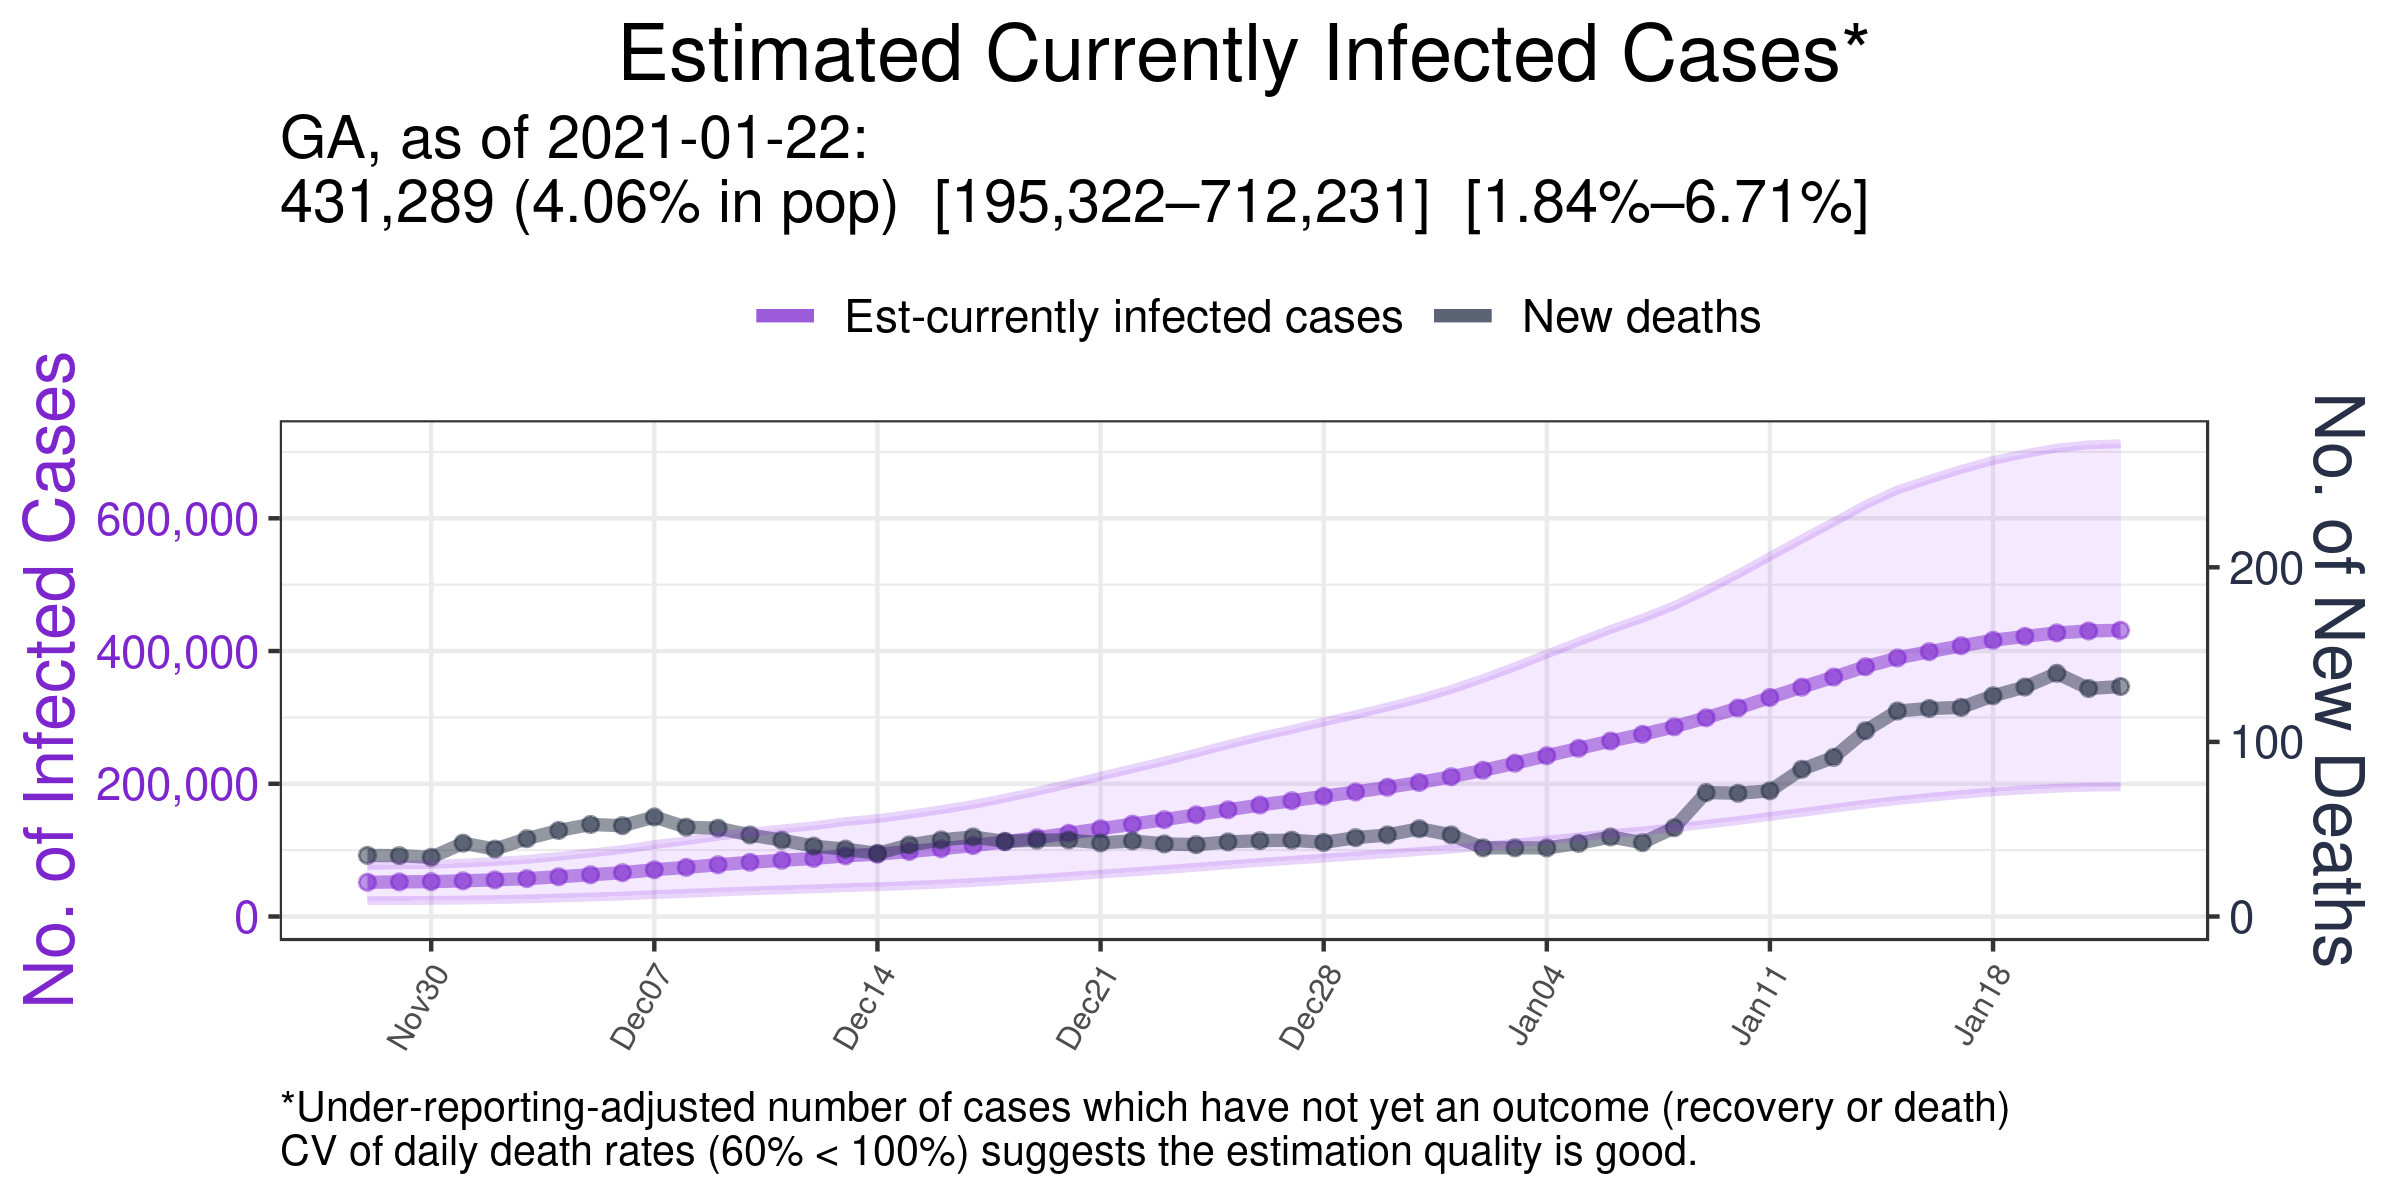 Estimated Currently Infected Cases*
GA, as of 2021-01-22:
431,289 (4.06% in pop)  [195,322–712,231]  [1.84%–6.71%]
Est-currently infected cases
New deaths
No. of Infected Cases
600,000
400,000
200,000
0
No. of New Deaths
200
100
0
Nov30
Dec07
Dec14
Dec21
Dec28
Jan04
Jan11
Jan18
*Under-reporting-adjusted number of cases which have not yet an outcome (recovery or death)
CV of daily death rates (60% < 100%) suggests the estimation quality is good.